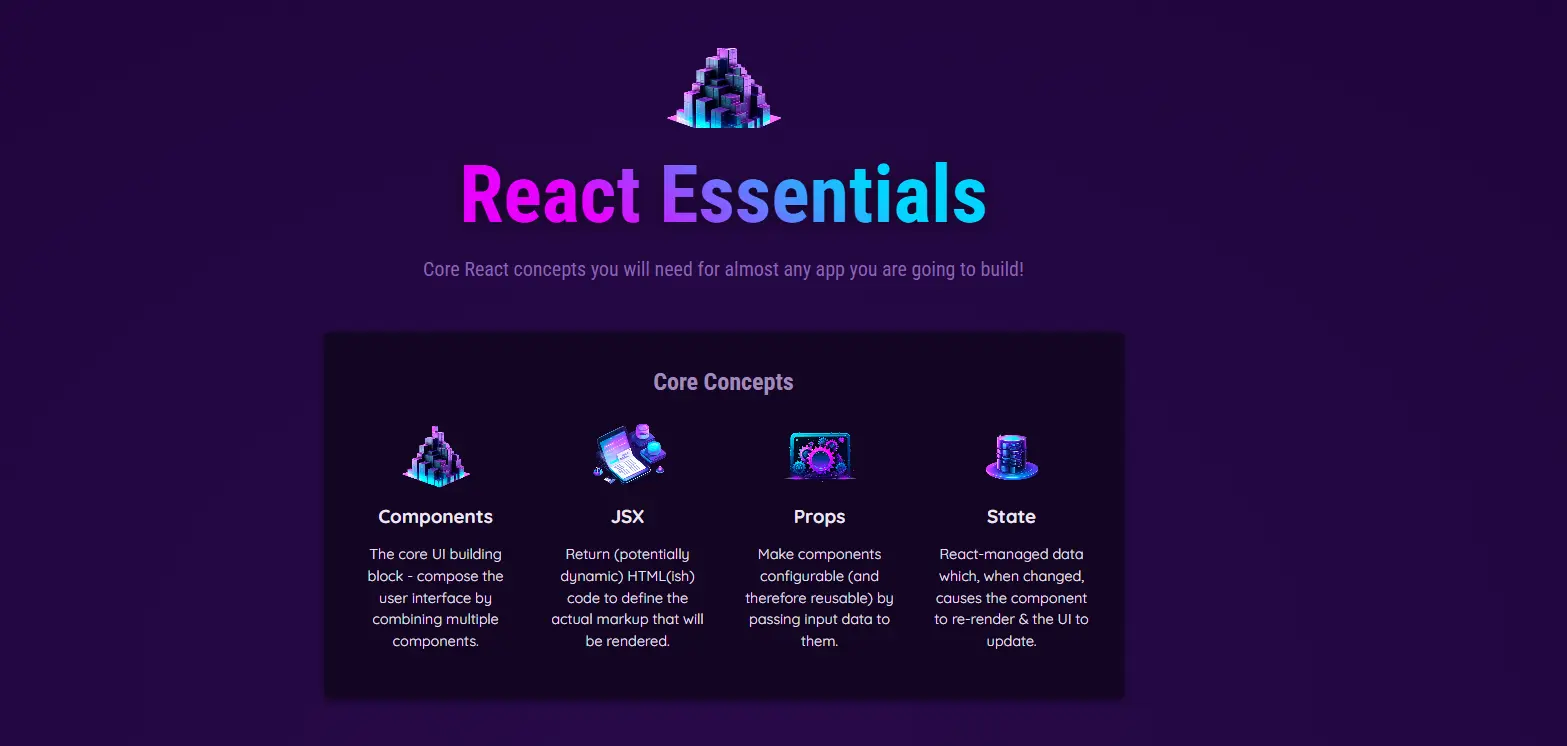 React Essentials
Core React concepts you will need for almost any app you are going to build!
Core Concepts
Components
The core UI building
block - compose the
user interface by
combining multiple
components.
JSX
Return (potentially
dynamic) HTML(ish)
code to define the
actual markup that will
be rendered.
Props
Make components
configurable (and
therefore reusable) by
passing input data to
them.
State
React-managed data
which, when changed,
causes the component
to re-render & the UI to
update.